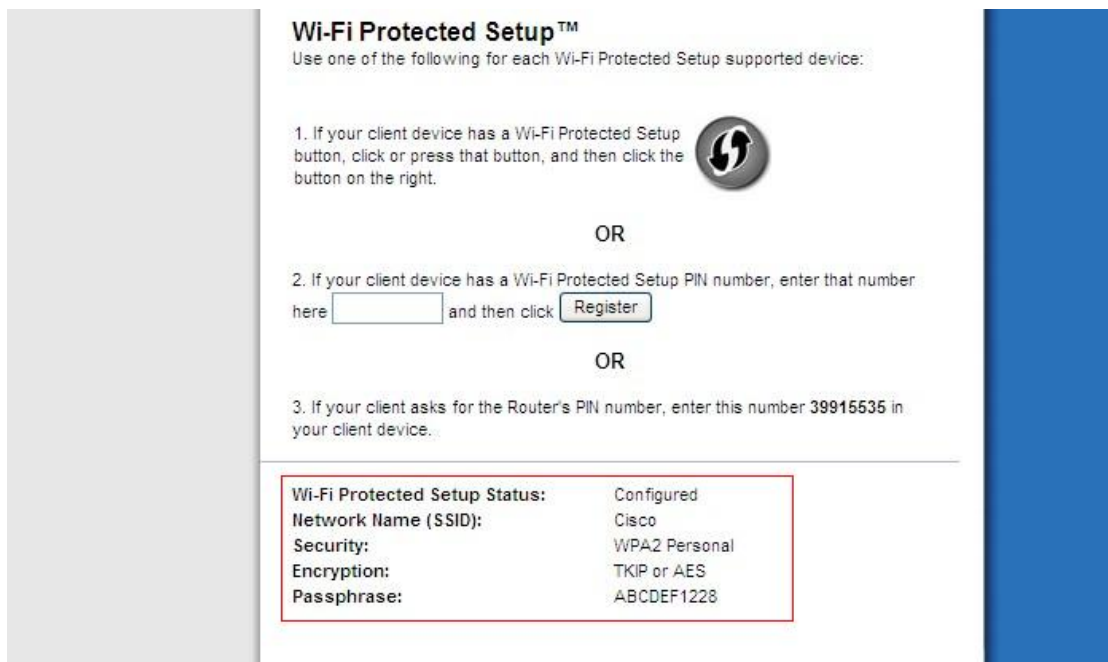 Wi-Fi Protected Setup™
Use one of the following for each Wi-Fi Protected Setup supported device:
1. If your client device has a Wi-Fi Protected Setup
button, click or press that button, and then click the
button on the right.
OR
2. If your client device has a Wi-Fi Protected Setup PIN number, enter that number
here and then click Register
OR
3. If your client asks for the Router's PIN number, enter this number 39915535 in
your client device.
Wi-Fi Protected Setup Status: Configured
Network Name (SSID): Cisco
Security: WPA2 Personal
Encryption: TKIP or AES
Passphrase: ABCDEF1228